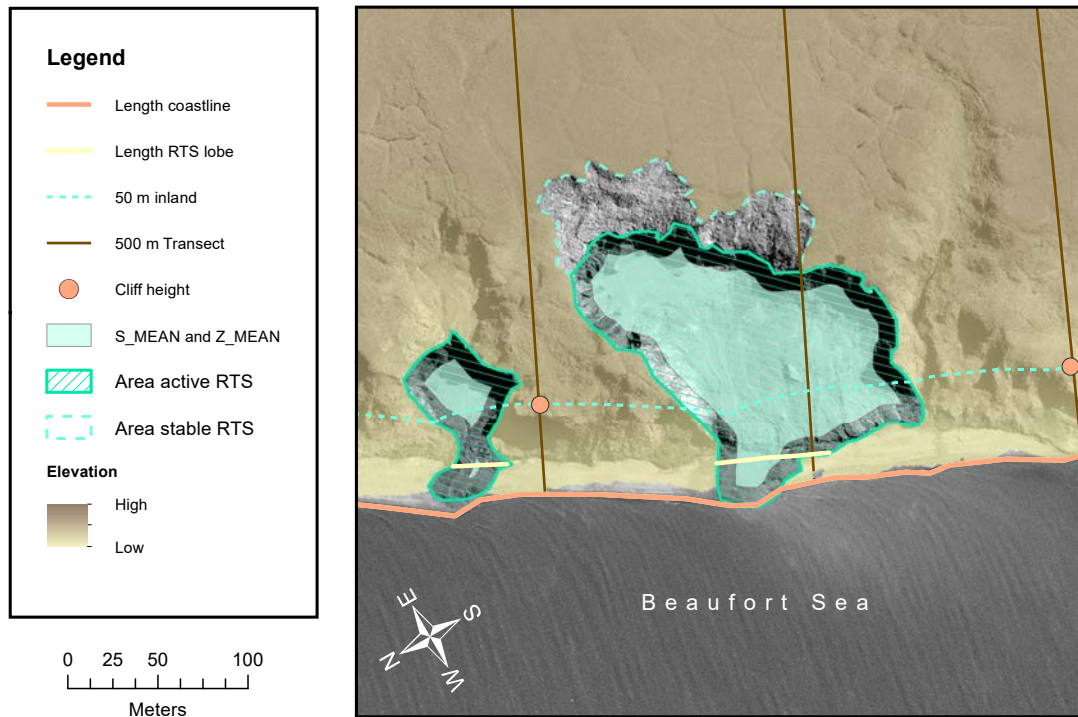 Legend
Length coastline
Length RTS lobe
50 m inland
500 m Transect
Cliff height
S_MEAN and Z_MEAN
Area active RTS
Area stable RTS
Elevation
High
Low
0 25 50 100
Meters
Beaufort Sea
E
S
N
W